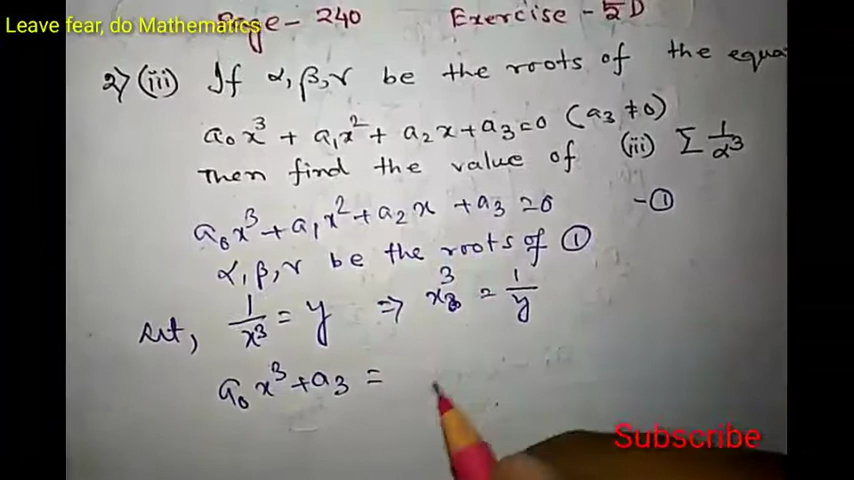 Leave fear, do Mathematics
Page - 240 Exercise - 5D
2) (iii) If α, β, γ be the roots of the equa
a₀x³ + a₁x² + a₂x + a₃ = 0 (a₃ ≠ 0)
Then find the value of (iii) Σ 1/α³
a₀x³ + a₁x² + a₂x + a₃ = 0 - ①
α, β, γ be the roots of ①
Let, 1/x³ = y ⇒ x³ = 1/y
a₀x³ + a₃ =
Subscribe